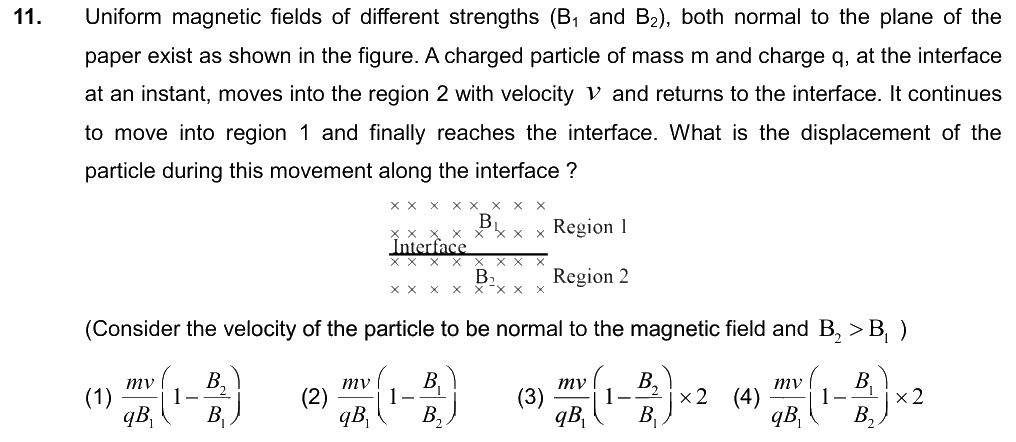 11. Uniform magnetic fields of different strengths (B₁ and B₂), both normal to the plane of the
paper exist as shown in the figure. A charged particle of mass m and charge q, at the interface
at an instant, moves into the region 2 with velocity v and returns to the interface. It continues
to move into region 1 and finally reaches the interface. What is the displacement of the
particle during this movement along the interface ?
× × × × × × × ×
B₁ Region 1
× × × × × × × ×
Interface
× × × × × × × ×
B₂ Region 2
× × × × × × × ×
(Consider the velocity of the particle to be normal to the magnetic field and B₂ > B₁ )
(1) mv/qB₁ (1 − B₂/B₁) (2) mv/qB₁ (1 − B₁/B₂) (3) mv/qB₁ (1 − B₂/B₁) × 2 (4) mv/qB₁ (1 − B₁/B₂) × 2